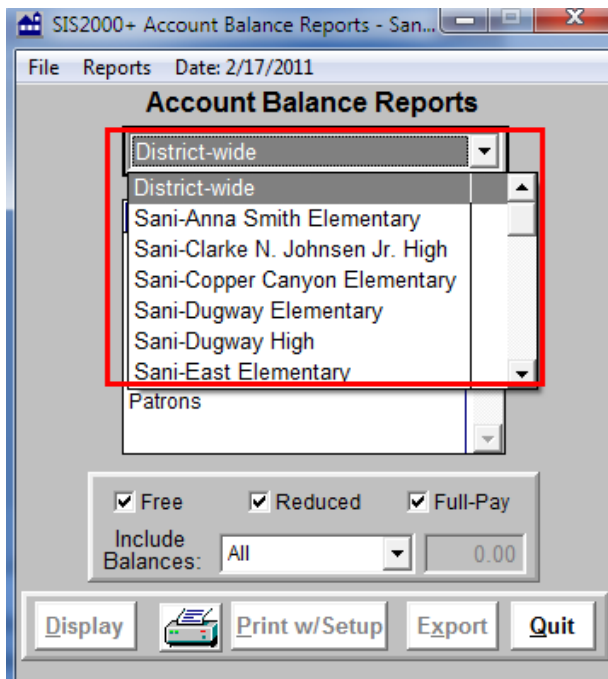 SIS2000+ Account Balance Reports - San...
File Reports Date: 2/17/2011
Account Balance Reports
District-wide
District-wide
Sani-Anna Smith Elementary
Sani-Clarke N. Johnsen Jr. High
Sani-Copper Canyon Elementary
Sani-Dugway Elementary
Sani-Dugway High
Sani-East Elementary
Patrons
Free Reduced Full-Pay
Include
Balances: All 0.00
Display Print w/Setup Export Quit